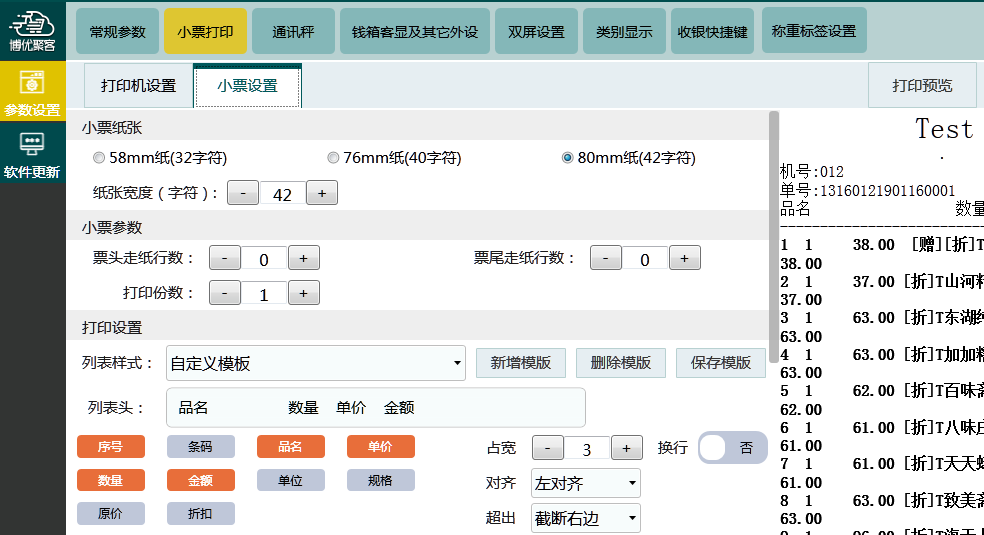 博优聚客
常规参数 小票打印 通讯秤 钱箱客显及其它外设 双屏设置 类别显示 收银快捷键 称重标签设置
参数设置
软件更新
打印机设置 小票设置 打印预览
小票纸张
58mm纸(32字符) 76mm纸(40字符) 80mm纸(42字符)
纸张宽度（字符）： - 42 +
小票参数
票头走纸行数： - 0 + 票尾走纸行数： - 0 +
打印份数： - 1 +
打印设置
列表样式： 自定义模板 新增模版 删除模版 保存模版
列表头： 品名 数量 单价 金额
序号 条码 品名 单价 占宽 - 3 + 换行 否
数量 金额 单位 规格 对齐 左对齐
原价 折扣 超出 截断右边
Test
.
机号:012
单号:13160121901160001
品名 数量
--------------------
1 1 38.00 [赠][折]T
38.00
2 1 37.00 [折]T山河
37.00
3 1 63.00 [折]T东湖
63.00
4 1 63.00 [折]T加加
63.00
5 1 62.00 [折]T百味
62.00
6 1 61.00 [折]T八味
61.00
7 1 61.00 [折]T天天
61.00
8 1 63.00 [折]T致美
63.00